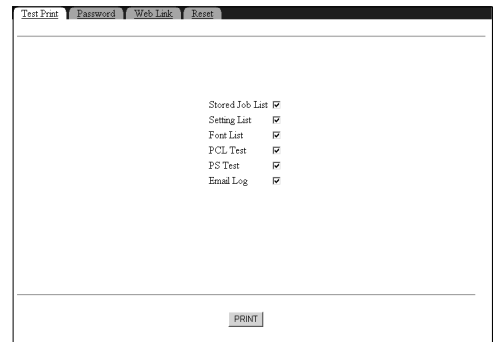 Test Print Password Web Link Reset
Stored Job List
Setting List
Font List
PCL Test
PS Test
Email Log
PRINT